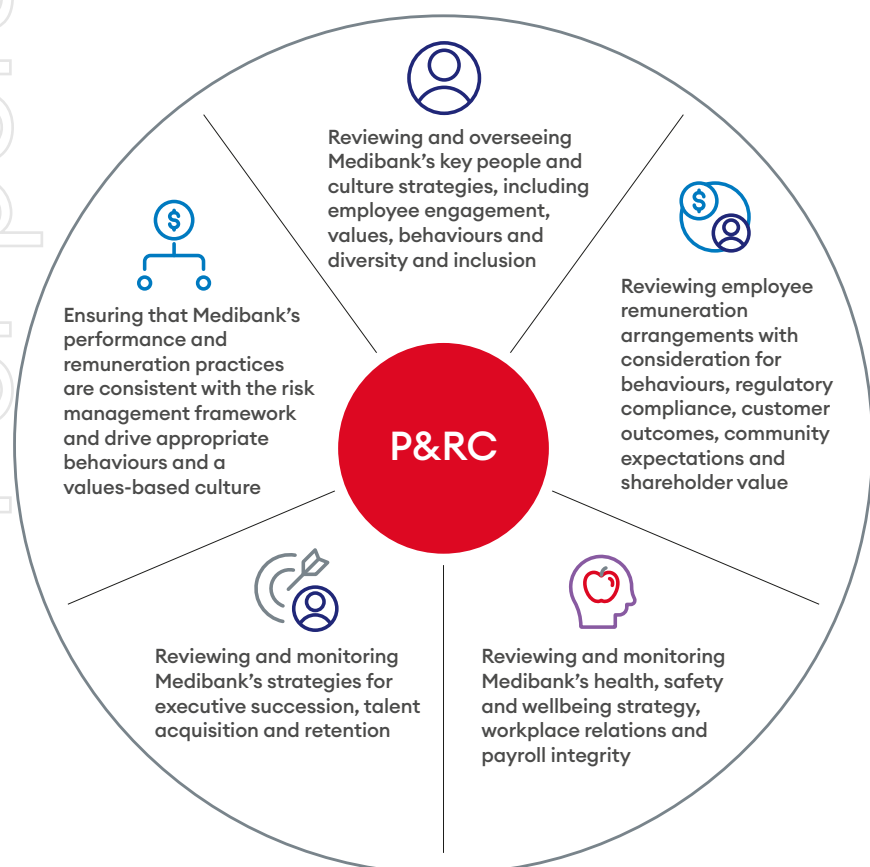 Reviewing and overseeing
Medibank's key people and
culture strategies, including
employee engagement,
values, behaviours and
diversity and inclusion
Reviewing employee
remuneration
arrangements with
consideration for
behaviours, regulatory
compliance, customer
outcomes, community
expectations and
shareholder value
Reviewing and monitoring
Medibank's health, safety
and wellbeing strategy,
workplace relations and
payroll integrity
Reviewing and monitoring
Medibank's strategies for
executive succession, talent
acquisition and retention
Ensuring that Medibank's
performance and
remuneration practices
are consistent with the risk
management framework
and drive appropriate
behaviours and a
values-based culture
P&RC
$
$